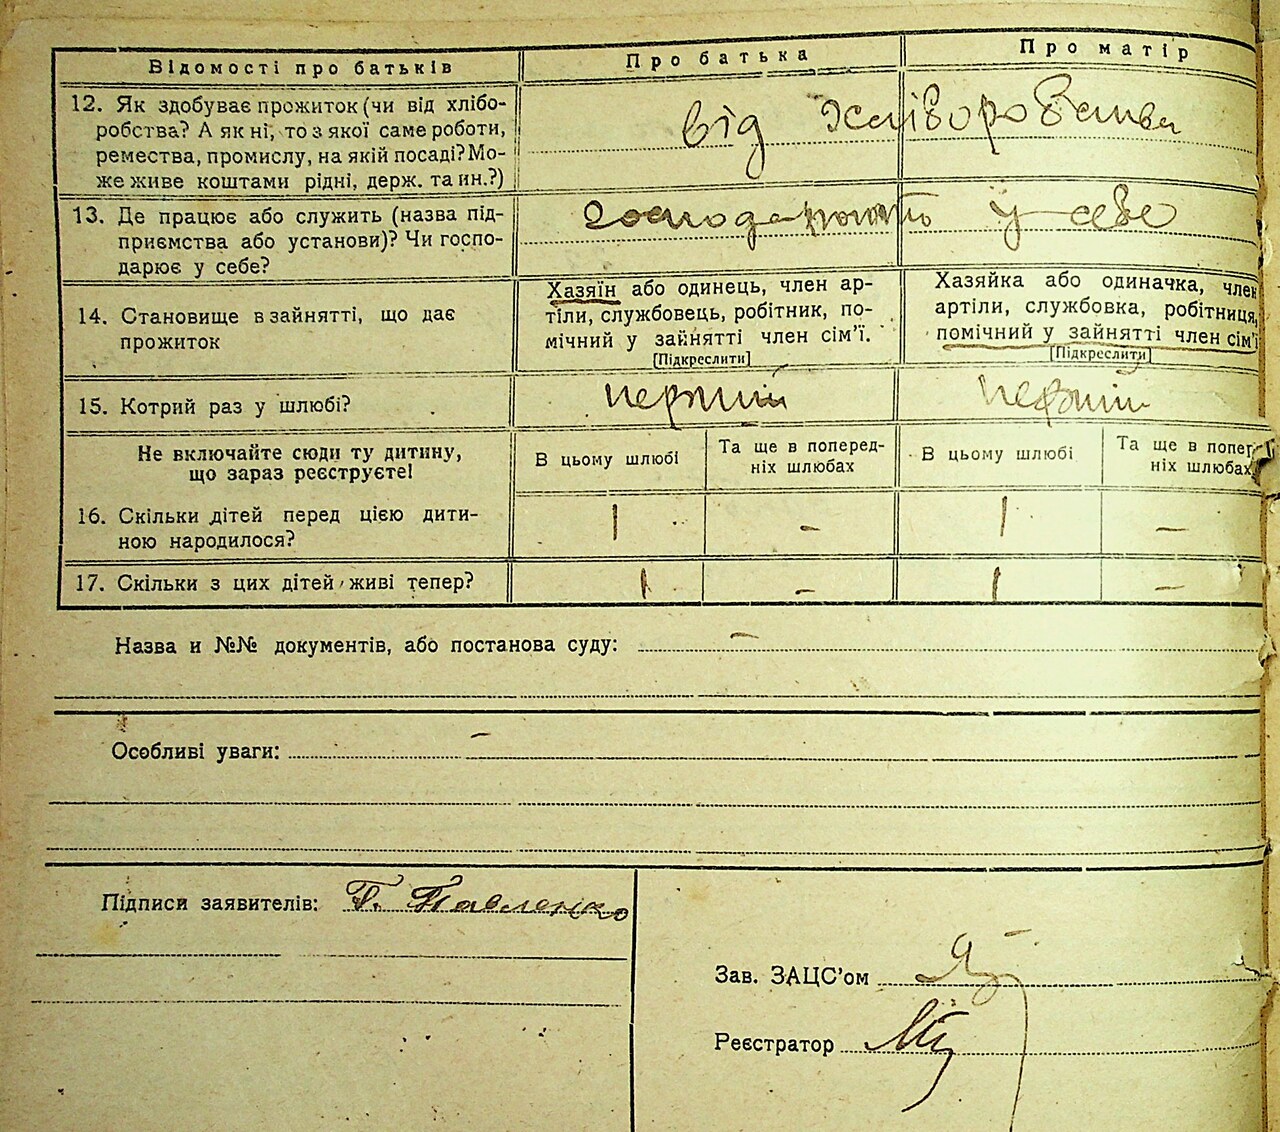 Відомості про батьків
Про батька
Про матір
12. Як здобуває прожиток (чи від хлібо-
робства? А як ні, то з якої саме роботи,
ремества, промислу, на якій посаді? Мо-
же живе коштами рідні, держ. та ин.?)
від хліборобства
13. Де працює або служить (назва під-
приємства або установи)? Чи госпо-
дарює у себе?
у себе
14. Становище в зайнятті, що дає
прожиток
Хазяїн або одинець, член ар-
тіли, службовець, робітник, по-
мічний у зайнятті член сім'ї.
[Підкреслити]
Хазяйка або одиначка, член
артіли, службовка, робітниця,
помічний у зайнятті член сім'ї
[Підкреслити]
15. Котрий раз у шлюбі?
перший
перший
Не включайте сюди ту дитину,
що зараз реєструєте!
В цьому шлюбі
Та ще в поперед-
ніх шлюбах
В цьому шлюбі
Та ще в попер
ніх шлюбах
16. Скільки дітей перед цією дити-
ною народилося?
1
–
1
–
17. Скільки з цих дітей живі тепер?
1
–
1
–
Назва и №№ документів, або постанова суду: –
Особливі уваги: –
Підписи заявителів: Г. Павленко
Зав. ЗАЦС'ом
Реєстратор